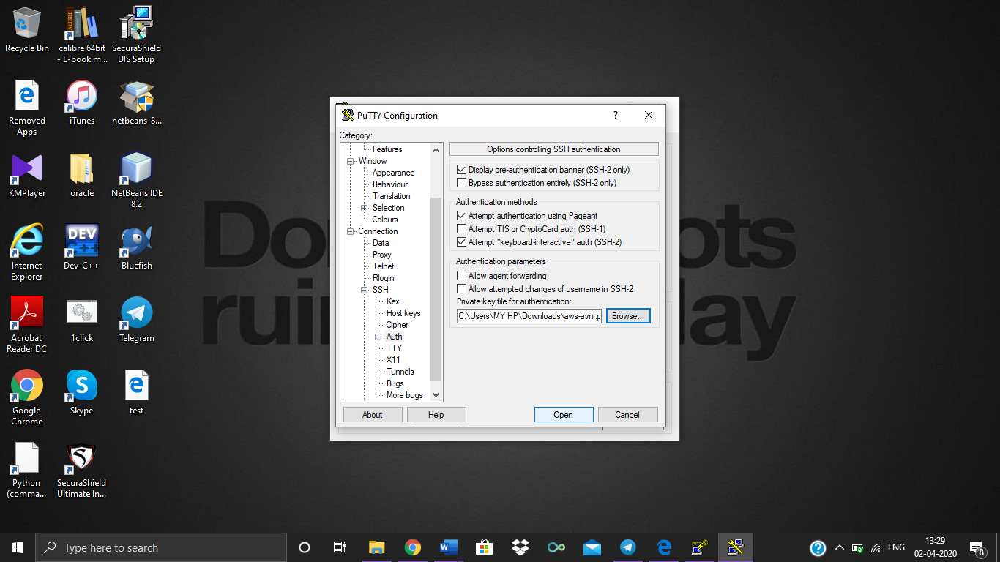 Recycle Bin
calibre 64bit
- E-book m...
SecuraShield
UIS Setup
Removed
Apps
iTunes
netbeans-8...
KMPlayer
oracle
NetBeans IDE
8.2
Internet
Explorer
DEV
C++
Dev-C++
Bluefish
Acrobat
Reader DC
1click
Telegram
Google
Chrome
Skype
test
Python
(comma...
SecuraShield
Ultimate In...
PuTTY Configuration
?
Category:
Features
Window
Appearance
Behaviour
Translation
Selection
Colours
Connection
Data
Proxy
Telnet
Rlogin
SSH
Kex
Host keys
Cipher
Auth
TTY
X11
Tunnels
Bugs
More bugs
Options controlling SSH authentication
Display pre-authentication banner (SSH-2 only)
Bypass authentication entirely (SSH-2 only)
Authentication methods
Attempt authentication using Pageant
Attempt TIS or CryptoCard auth (SSH-1)
Attempt "keyboard-interactive" auth (SSH-2)
Authentication parameters
Allow agent forwarding
Allow attempted changes of username in SSH-2
Private key file for authentication:
C:\Users\MY HP\Downloads\aws-avni.p
Browse...
About
Help
Open
Cancel
Type here to search
ENG
13:29
02-04-2020
8